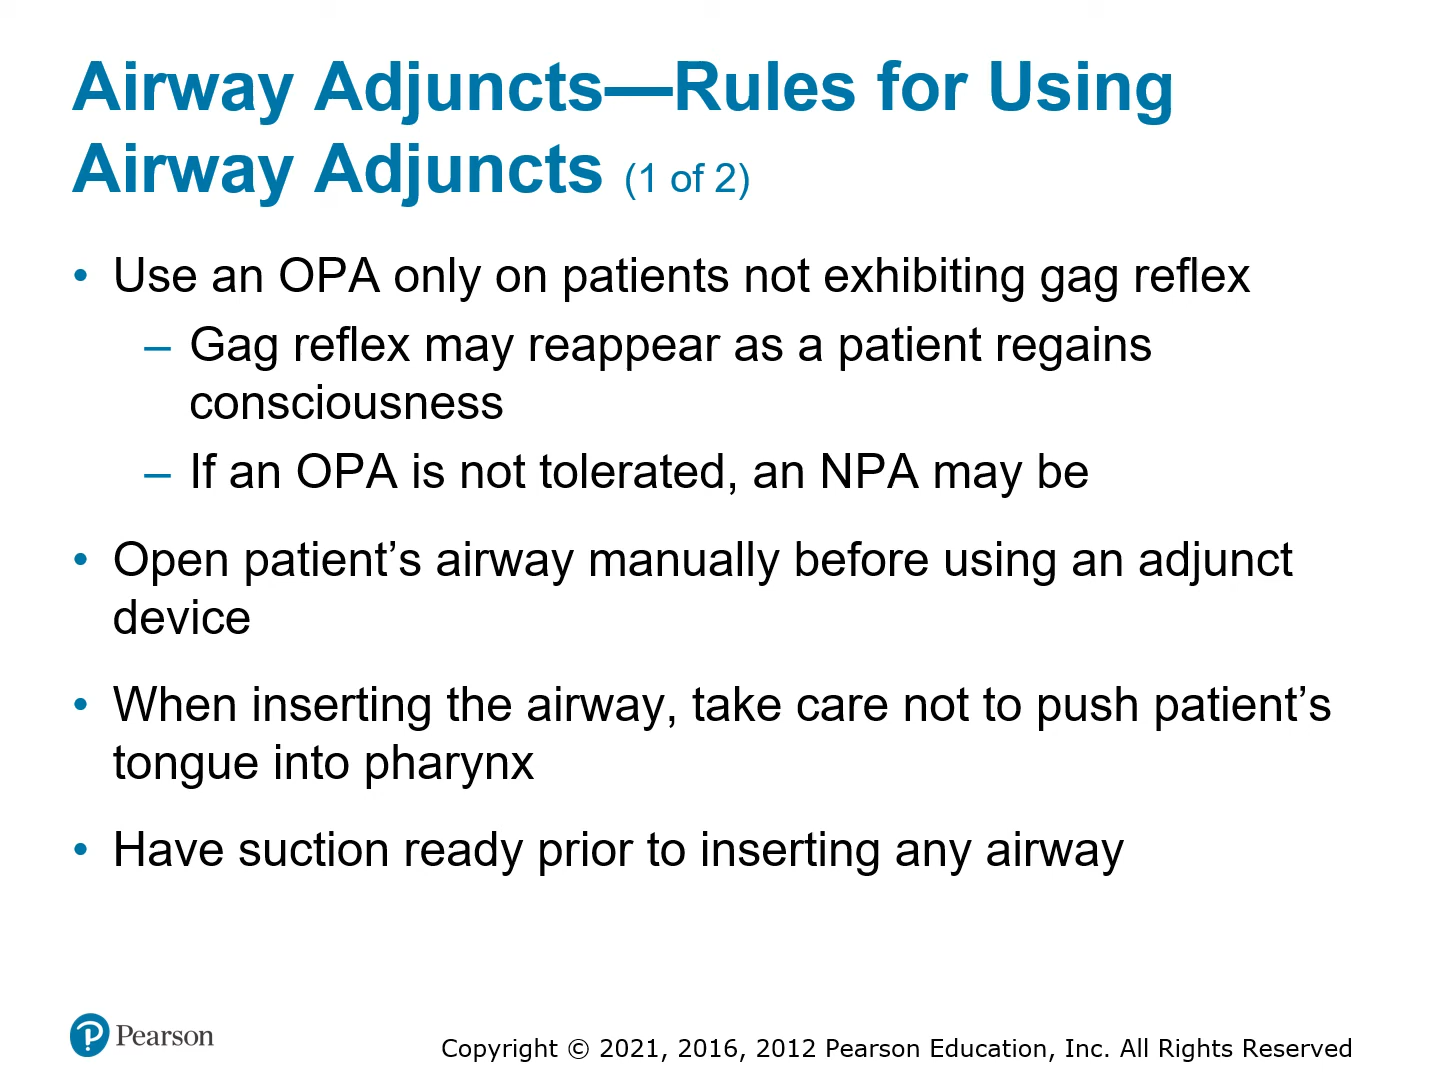 Airway Adjuncts—Rules for Using
Airway Adjuncts (1 of 2)
• Use an OPA only on patients not exhibiting gag reflex
– Gag reflex may reappear as a patient regains
consciousness
– If an OPA is not tolerated, an NPA may be
• Open patient’s airway manually before using an adjunct
device
• When inserting the airway, take care not to push patient’s
tongue into pharynx
• Have suction ready prior to inserting any airway
Pearson
Copyright © 2021, 2016, 2012 Pearson Education, Inc. All Rights Reserved